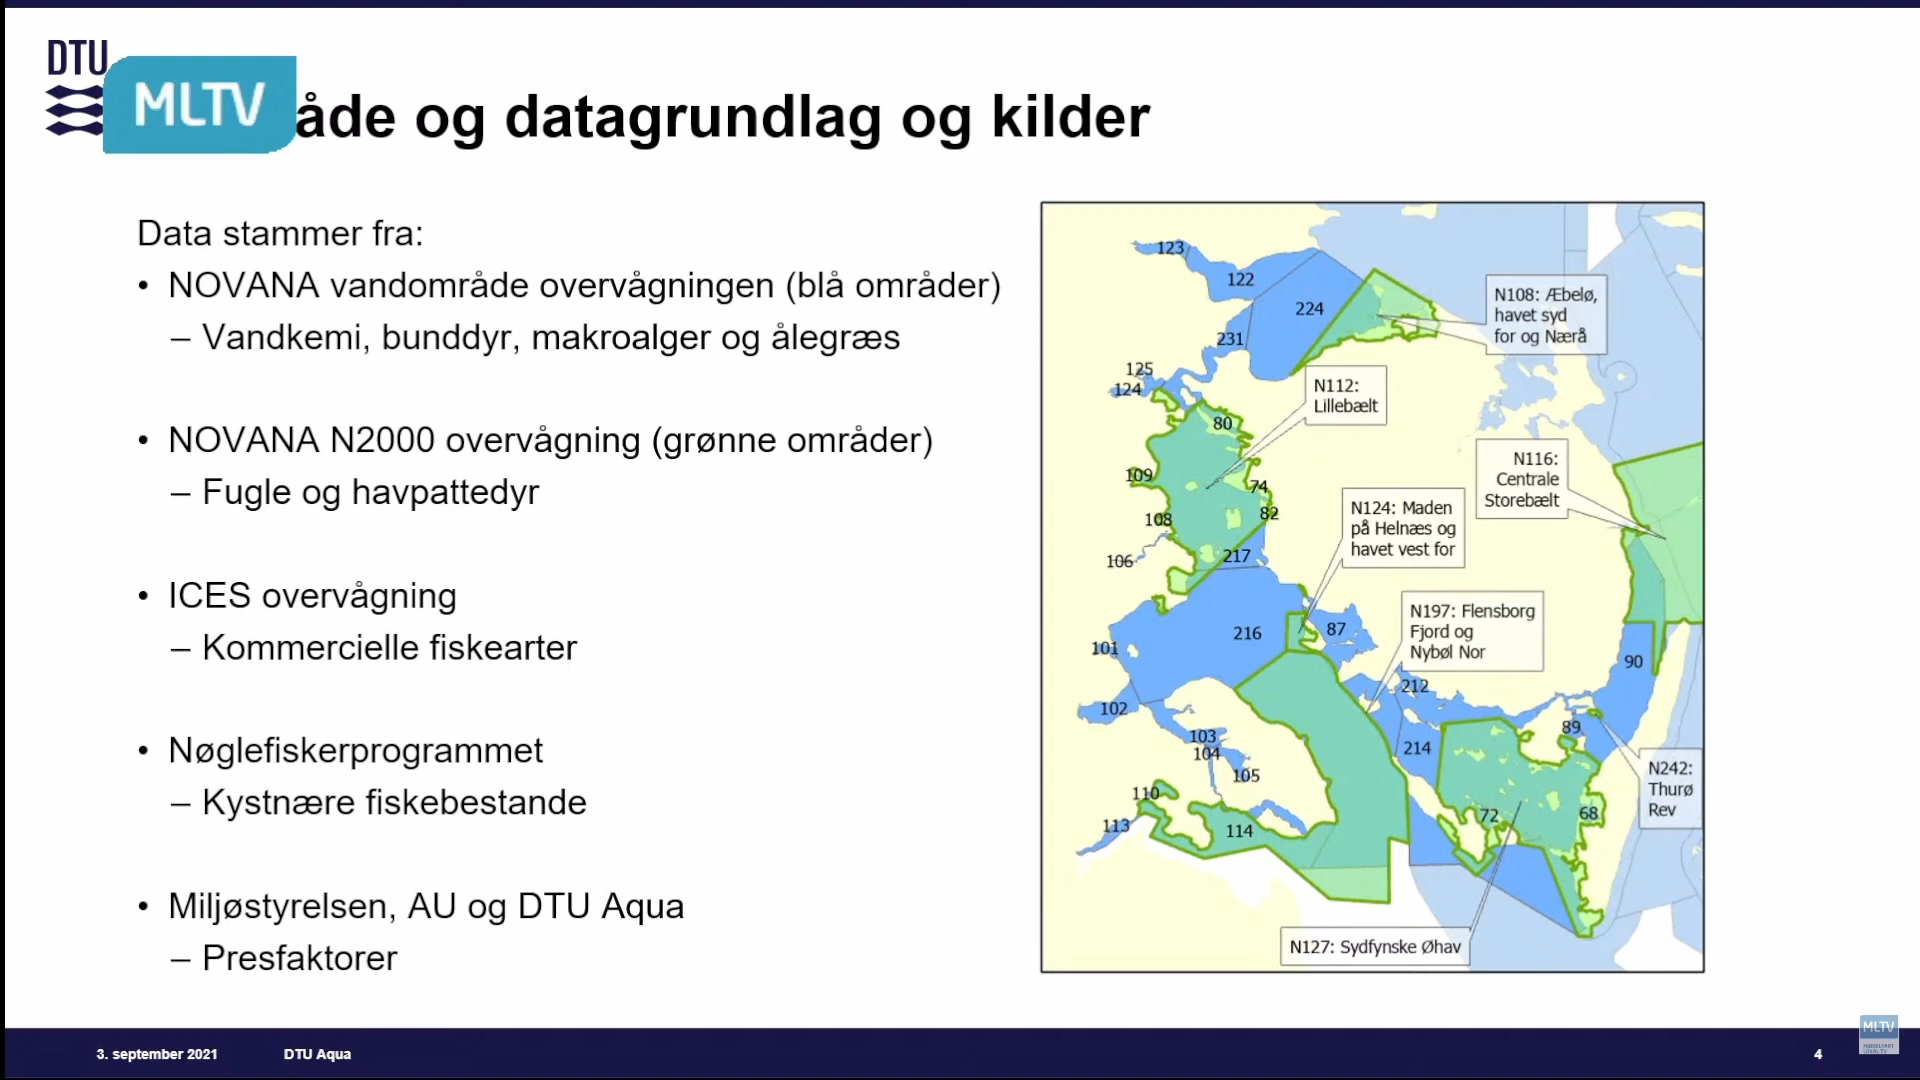 DTU
MLTV
åde og datagrundlag og kilder
Data stammer fra:
• NOVANA vandområde overvågningen (blå områder)
– Vandkemi, bunddyr, makroalger og ålegræs
• NOVANA N2000 overvågning (grønne områder)
– Fugle og havpattedyr
• ICES overvågning
– Kommercielle fiskearter
• Nøglefiskerprogrammet
– Kystnære fiskebestande
• Miljøstyrelsen, AU og DTU Aqua
– Presfaktorer
123
122
224
231
125
124
80
109
74
82
108
106
217
216
87
101
102
103
104
105
110
113
114
212
214
72
68
89
90
N108: Æbelø,
havet syd
for og Nærå
N112:
Lillebælt
N116:
Centrale
Storebælt
N124: Maden
på Helnæs og
havet vest for
N197: Flensborg
Fjord og
Nybøl Nor
N242:
Thurø
Rev
N127: Sydfynske Øhav
3. september 2021
DTU Aqua
4
MLTV
MIDDELFART
LOKAL TV